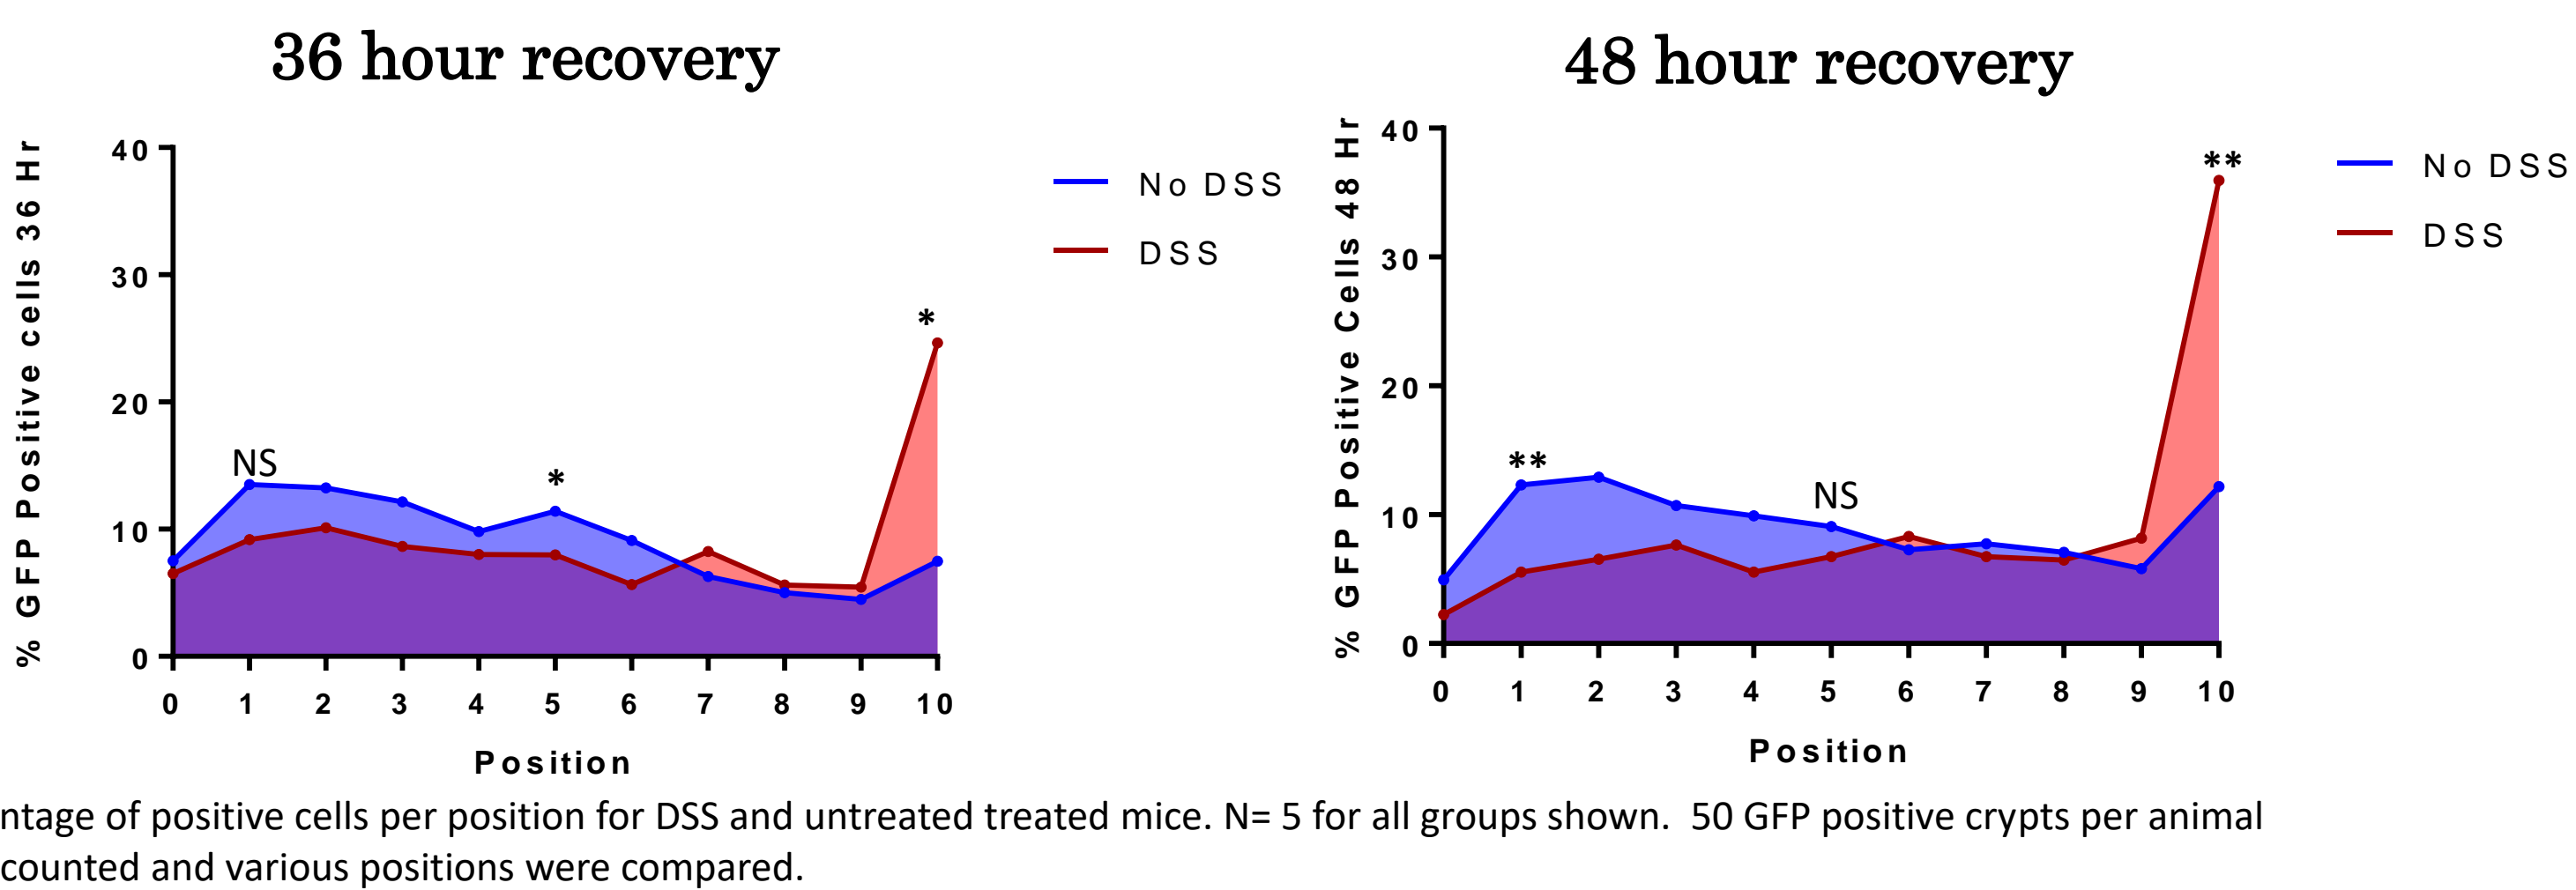 36 hour recovery
48 hour recovery
% GFP Positive cells 36 Hr
40
30
20
10
0
NS
*
*
0 1 2 3 4 5 6 7 8 9 10
Position
No DSS
DSS
% GFP Positive Cells 48 Hr
40
30
20
10
0
**
NS
**
0 1 2 3 4 5 6 7 8 9 10
Position
No DSS
DSS
ntage of positive cells per position for DSS and untreated treated mice. N= 5 for all groups shown. 50 GFP positive crypts per animal
counted and various positions were compared.